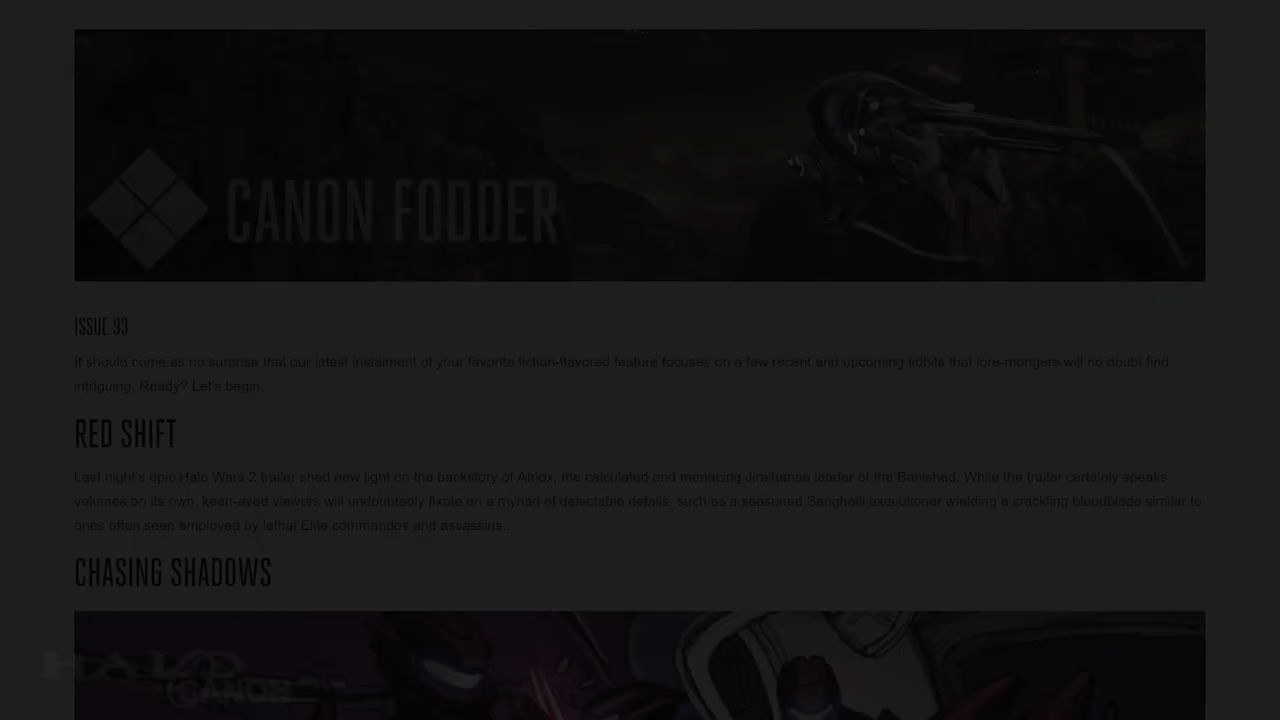 CANON FODDER
ISSUE 93
It should come as no surprise that our latest instalment of your favorite fiction-flavored feature focuses on a few recent and upcoming tidbits that lore-mongers will no doubt find
intriguing. Ready? Let's begin.
RED SHIFT
Last night's epic Halo Wars 2 trailer shed new light on the backstory of Atriox, the calculated and menacing Jiralhanae leader of the Banished. While the trailer certainly speaks
volumes on its own, keen-eyed viewers will undoubtedly fixate on a myriad of delectable details, such as a seasoned Sangheili executioner wielding a crackling bloodblade similar to
ones often seen employed by lethal Elite commandos and assassins.
CHASING SHADOWS
HALO
CANON